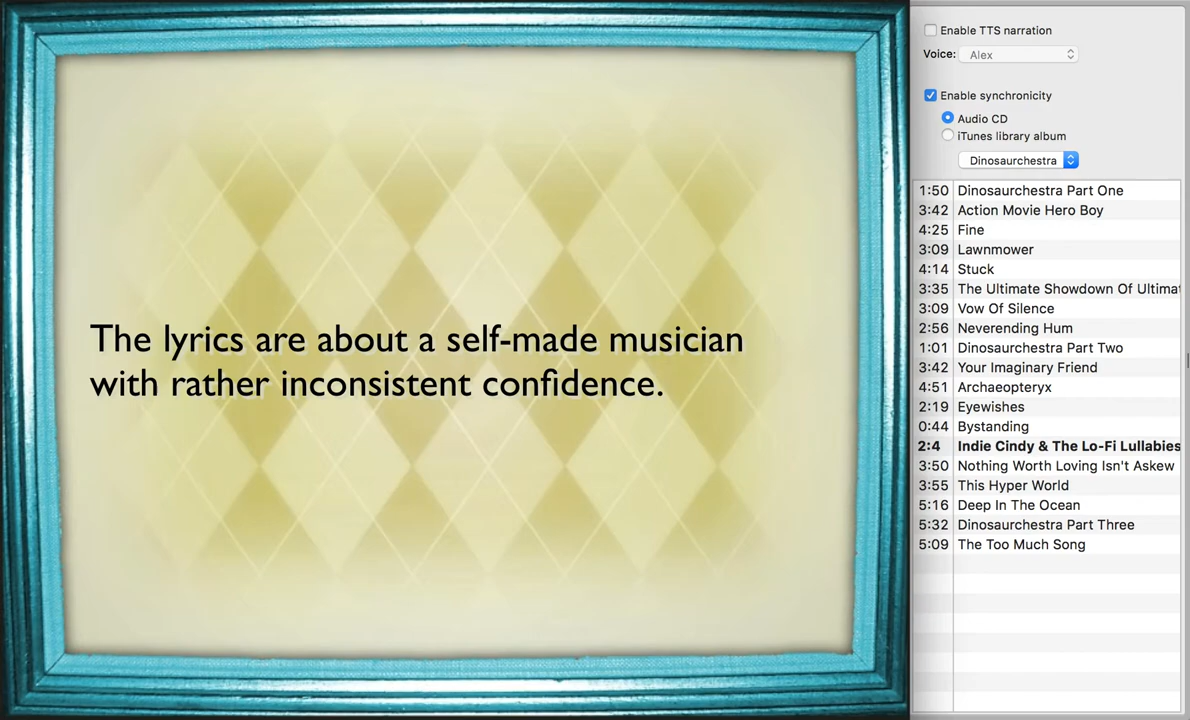 The lyrics are about a self-made musician
with rather inconsistent confidence.
Enable TTS narration
Voice: Alex
Enable synchronicity
Audio CD
iTunes library album
Dinosaurchestra
1:50 Dinosaurchestra Part One
3:42 Action Movie Hero Boy
4:25 Fine
3:09 Lawnmower
4:14 Stuck
3:35 The Ultimate Showdown Of Ultimat
3:09 Vow Of Silence
2:56 Neverending Hum
1:01 Dinosaurchestra Part Two
3:42 Your Imaginary Friend
4:51 Archaeopteryx
2:19 Eyewishes
0:44 Bystanding
2:4 Indie Cindy & The Lo-Fi Lullabies
3:50 Nothing Worth Loving Isn't Askew
3:55 This Hyper World
5:16 Deep In The Ocean
5:32 Dinosaurchestra Part Three
5:09 The Too Much Song